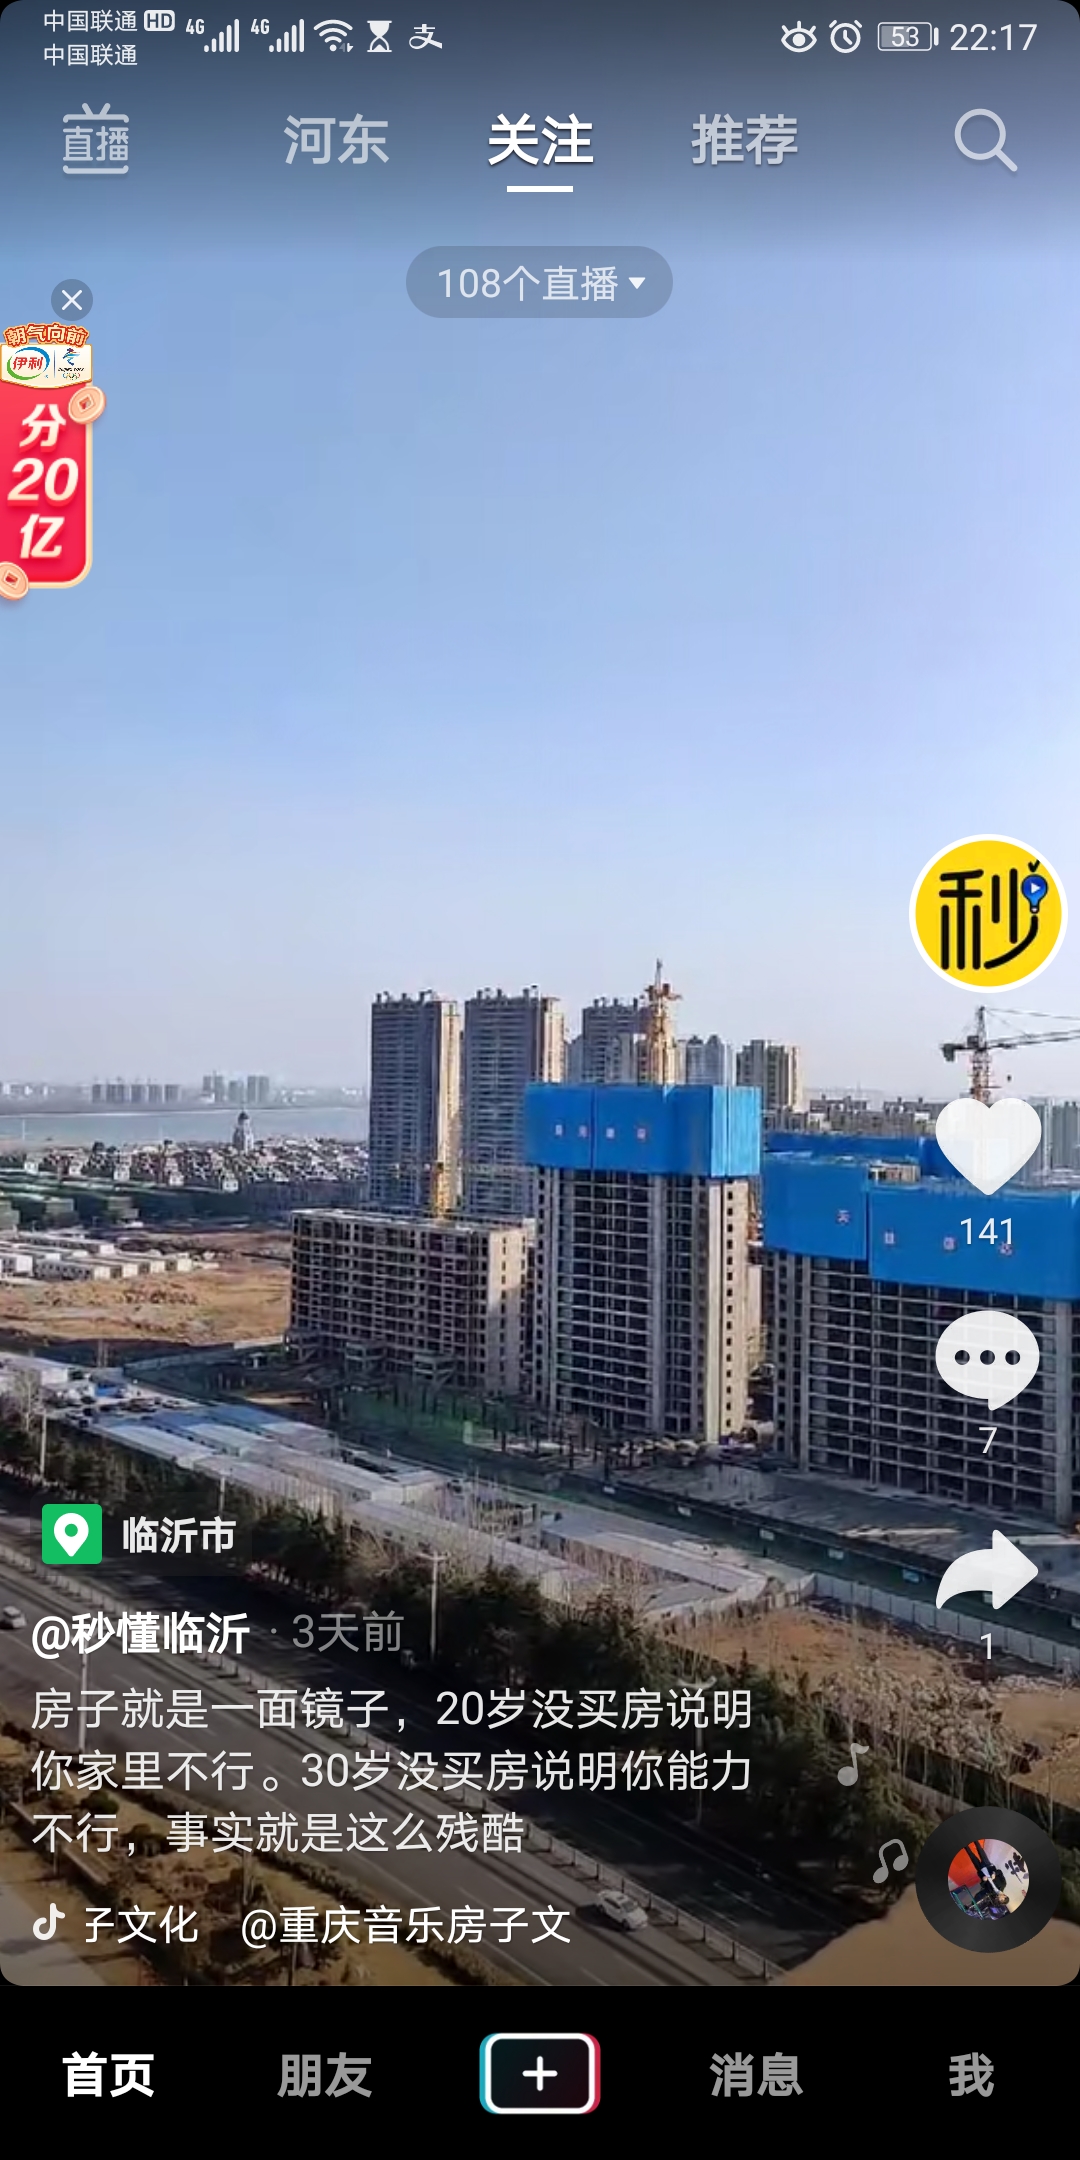 中国联通 HD 4G 4G 支 53 22:17
中国联通
直播 河东 关注 推荐
108个直播
朝气向前
伊利
分
20
亿
秒
141
7
临沂市
@秒懂临沂 · 3天前
1
房子就是一面镜子，20岁没买房说明
你家里不行。30岁没买房说明你能力
不行，事实就是这么残酷
子文化 @重庆音乐房子文
首页 朋友 消息 我